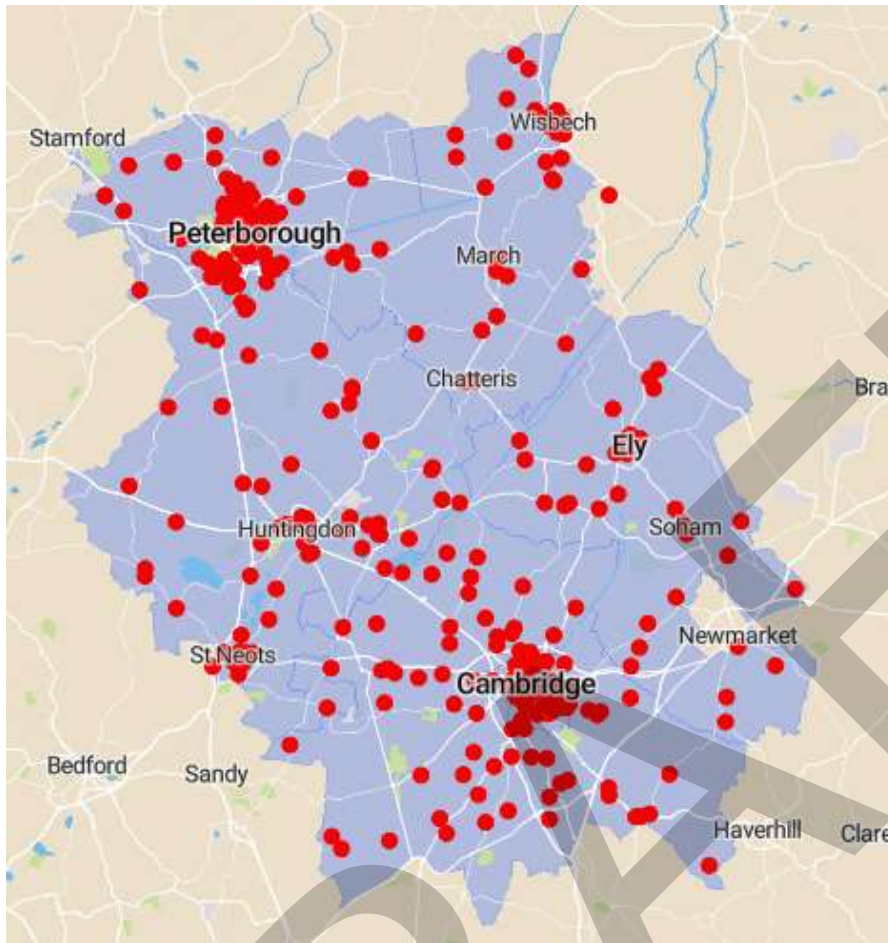 Stamford
Wisbech
Peterborough
March
Chatteris
Bra
Ely
Huntingdon
Soham
Newmarket
St Neots
Cambridge
Bedford
Sandy
Haverhill
Clare